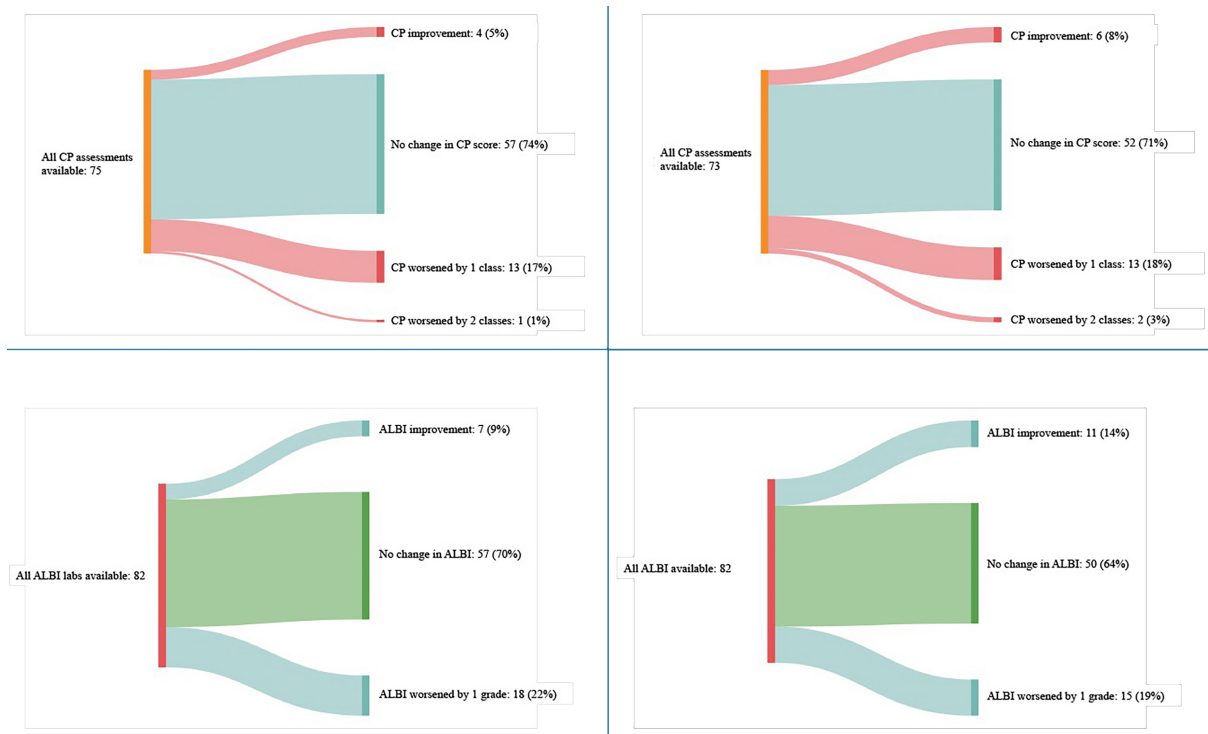 CP improvement: 4 (5%)
All CP assessments
available: 75
No change in CP score: 57 (74%)
CP worsened by 1 class: 13 (17%)
CP worsened by 2 classes: 1 (1%)
CP improvement: 6 (8%)
All CP assessments
available: 73
No change in CP score: 52 (71%)
CP worsened by 1 class: 13 (18%)
CP worsened by 2 classes: 2 (3%)
ALBI improvement: 7 (9%)
No change in ALBI: 57 (70%)
All ALBI labs available: 82
ALBI worsened by 1 grade: 18 (22%)
ALBI improvement: 11 (14%)
No change in ALBI: 50 (64%)
All ALBI available: 82
ALBI worsened by 1 grade: 15 (19%)